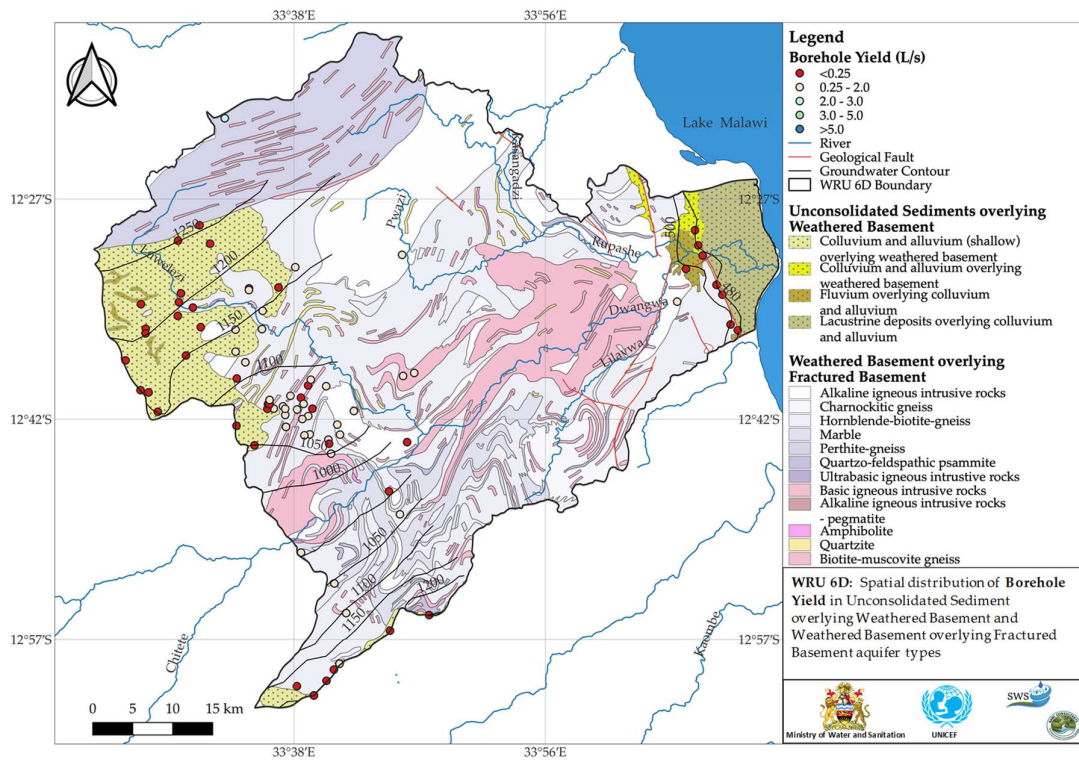 33°38'E
33°56'E
Lake Malawi
Kasangadzi
12°27'S
12°27'S
Pwazi
1250
500
Rupashe
1200
480
Dwangwa
1150
1100
12°42'S
12°42'S
1050
1000
1050
1100
1200
1150
12°57'S
12°57'S
Chitete
Kaombe
0 5 10 15 km
33°38'E
33°56'E
Legend
Borehole Yield (L/s)
<0.25
0.25 - 2.0
2.0 - 3.0
3.0 - 5.0
>5.0
River
Geological Fault
Groundwater Contour
WRU 6D Boundary
Unconsolidated Sediments overlying
Weathered Basement
Colluvium and alluvium (shallow)
overlying weathered basement
Colluvium and alluvium overlying
weathered basement
Fluvium overlying colluvium
and alluvium
Lacustrine deposits overlying colluvium
and alluvium
Weathered Basement overlying
Fractured Basement
Alkaline igneous intrusive rocks
Charnockitic gneiss
Hornblende-biotite-gneiss
Marble
Perthite-gneiss
Quartzo-feldspathic psammite
Ultrabasic igneous intrustive rocks
Basic igneous intrusive rocks
Alkaline igneous intrusive rocks
- pegmatite
Amphibolite
Quartzite
Biotite-muscovite gneiss
WRU 6D: Spatial distribution of Borehole
Yield in Unconsolidated Sediment
overlying Weathered Basement and
Weathered Basement overlying Fractured
Basement aquifer types
Ministry of Water and Sanitation
UNICEF
SWS